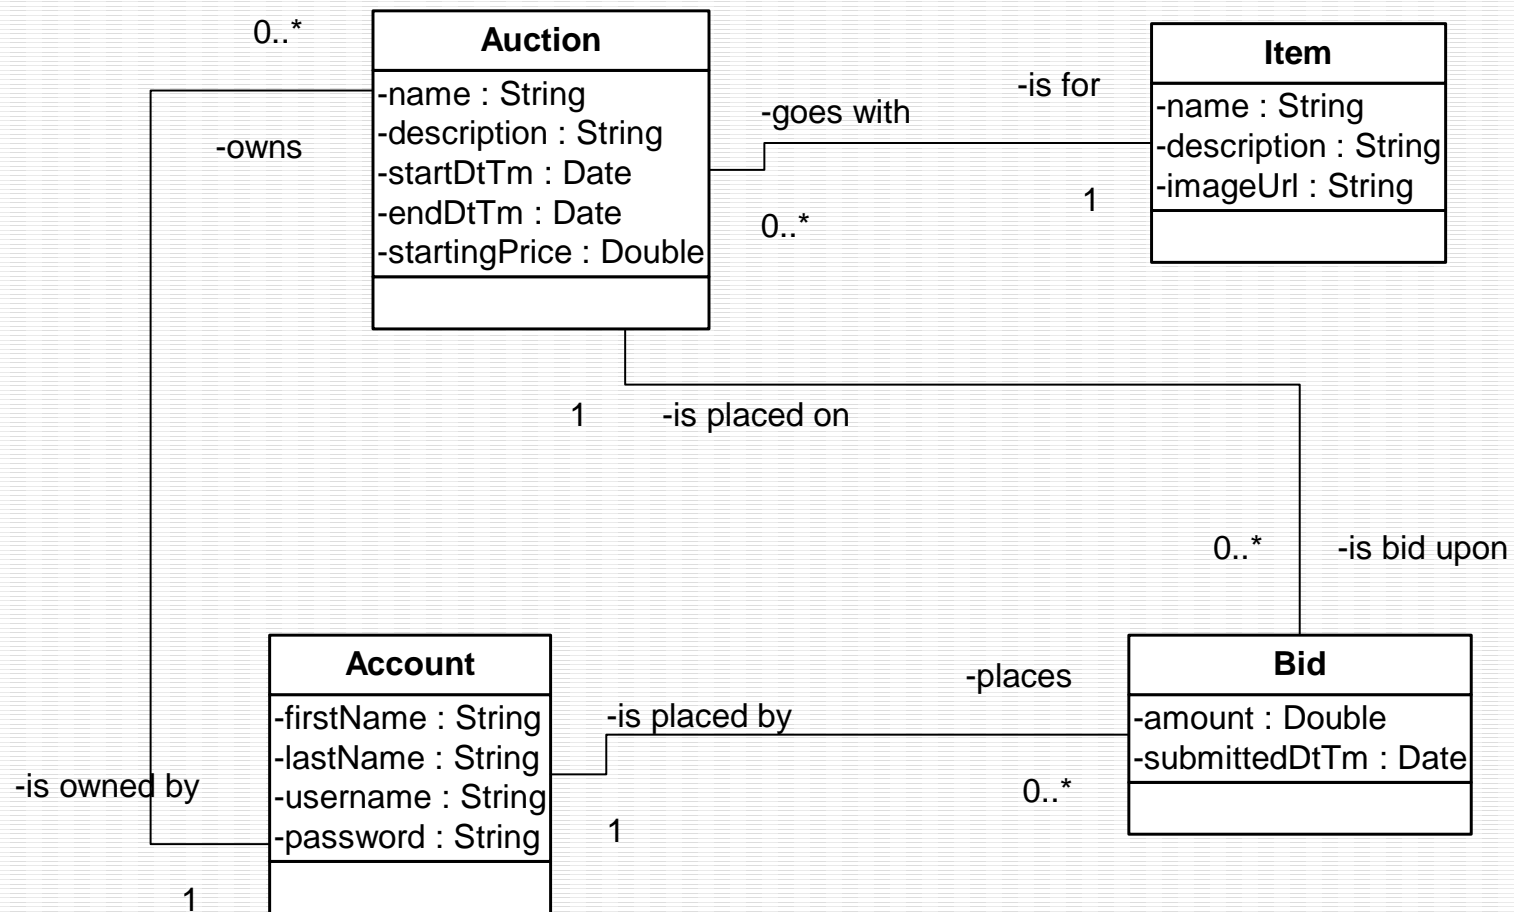 0..*
Auction
-name : String
-description : String
-startDtTm : Date
-endDtTm : Date
-startingPrice : Double
-owns
-goes with
0..*
-is for
1
Item
-name : String
-description : String
-imageUrl : String
1
-is placed on
0..*
-is bid upon
Account
-firstName : String
-lastName : String
-username : String
-password : String
-is owned by
1
-is placed by
1
-places
0..*
Bid
-amount : Double
-submittedDtTm : Date